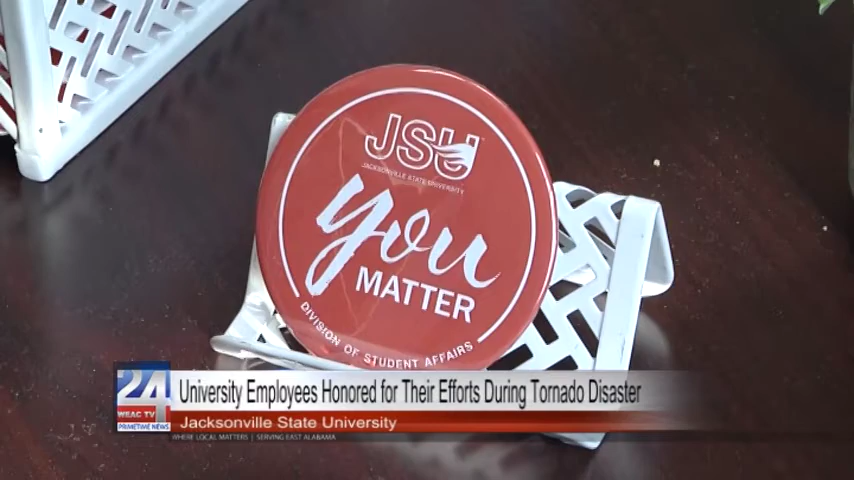 JSU
JACKSONVILLE STATE UNIVERSITY
you
MATTER
DIVISION OF STUDENT AFFAIRS
24
WEAC TV
PRIMETIME NEWS
University Employees Honored for Their Efforts During Tornado Disaster
Jacksonville State University
WHERE LOCAL MATTERS | SERVING EAST ALABAMA